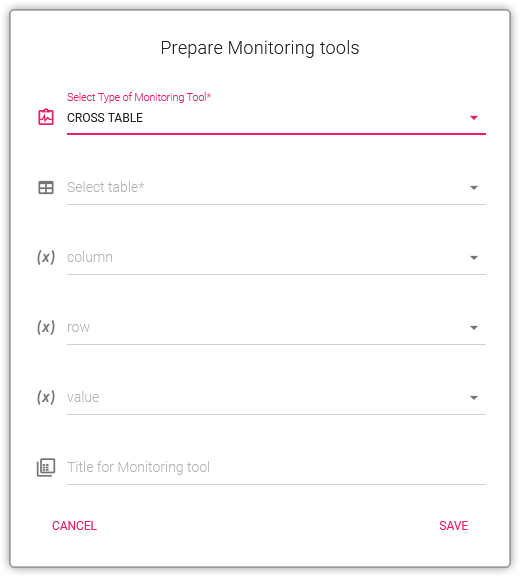 Prepare Monitoring tools
Select Type of Monitoring Tool*
CROSS TABLE
Select table*
(x) column
(x) row
(x) value
Title for Monitoring tool
CANCEL SAVE